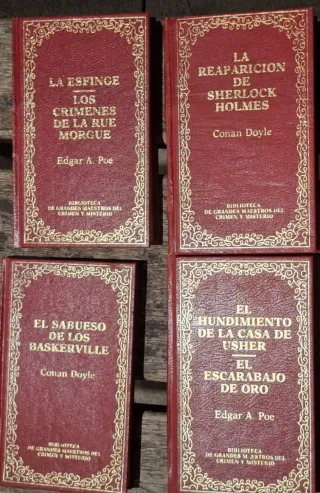 LA ESFINGE
LOS
CRIMENES
DE LA RUE
MORGUE
Edgar A. Poe
BIBLIOTECA
DE GRANDES MAESTROS DEL
CRIMEN Y MISTERIO
LA
REAPARICION
DE
SHERLOCK
HOLMES
Conan Doyle
BIBLIOTECA
DE GRANDES MAESTROS DEL
CRIMEN Y MISTERIO
EL SABUESO
DE LOS
BASKERVILLE
Conan Doyle
BIBLIOTEZA
DE GRANDES MAESTROS DEL
CRIMEN Y MISTERIO
EL
HUNDIMIENTO
DE LA CASA DE
USHER
EL
ESCARABAJO
DE ORO
Edgar A. Poe
BIBLIOTECA
DE GRANDES M ESTROS DEL
CRIMEN Y MISTERIO